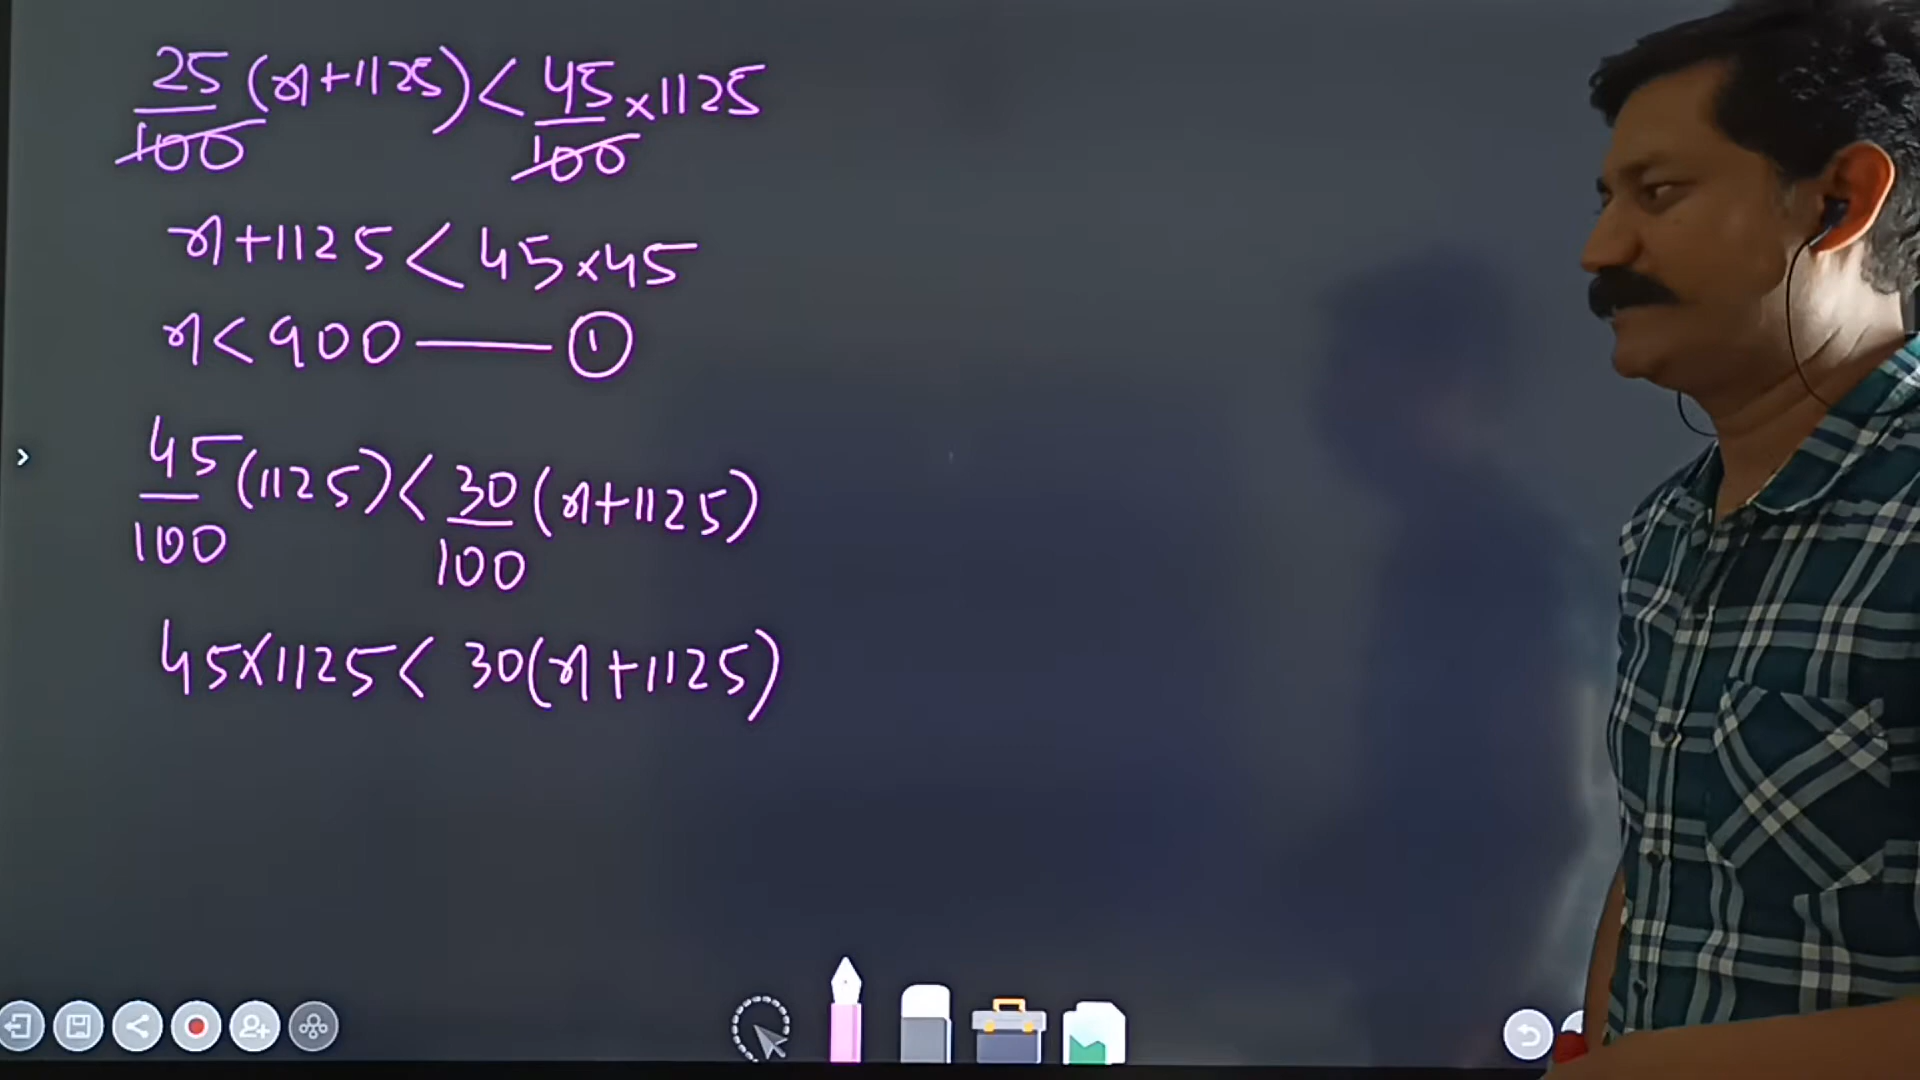 25/100 (x+1125) < 45/100 × 1125
x+1125 < 45×45
x < 900 —— ①
45/100 (1125) < 30/100 (x+1125)
45×1125 < 30(x+1125)